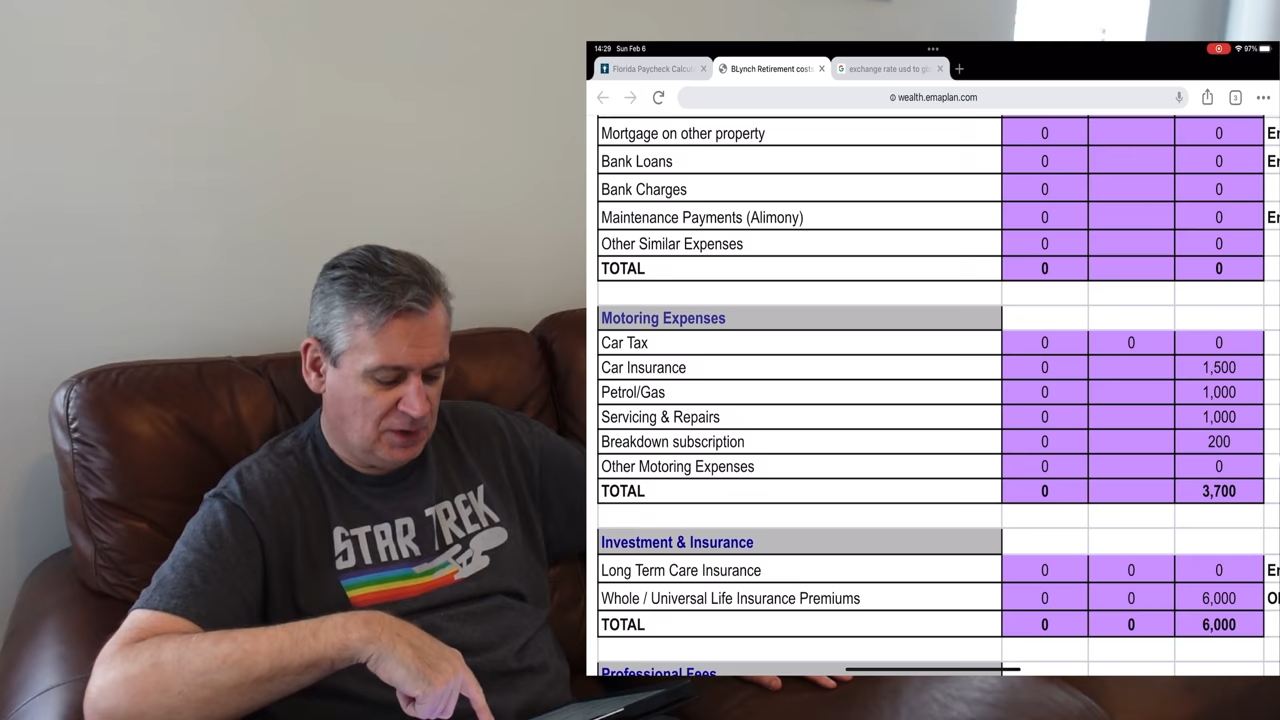 14:29 Sun Feb 6
97%
Florida Paycheck Calcul
BLynch Retirement costs
exchange rate usd to gb
wealth.emaplan.com
3
Mortgage on other property 0 0
Bank Loans 0 0
Bank Charges 0 0
Maintenance Payments (Alimony) 0 0
Other Similar Expenses 0 0
TOTAL 0 0
Motoring Expenses
Car Tax 0 0 0
Car Insurance 0 1,500
Petrol/Gas 0 1,000
Servicing & Repairs 0 1,000
Breakdown subscription 0 200
Other Motoring Expenses 0 0
TOTAL 0 3,700
Investment & Insurance
Long Term Care Insurance 0 0 0
Whole / Universal Life Insurance Premiums 0 0 6,000
TOTAL 0 0 6,000
Professional Fees
STAR TREK